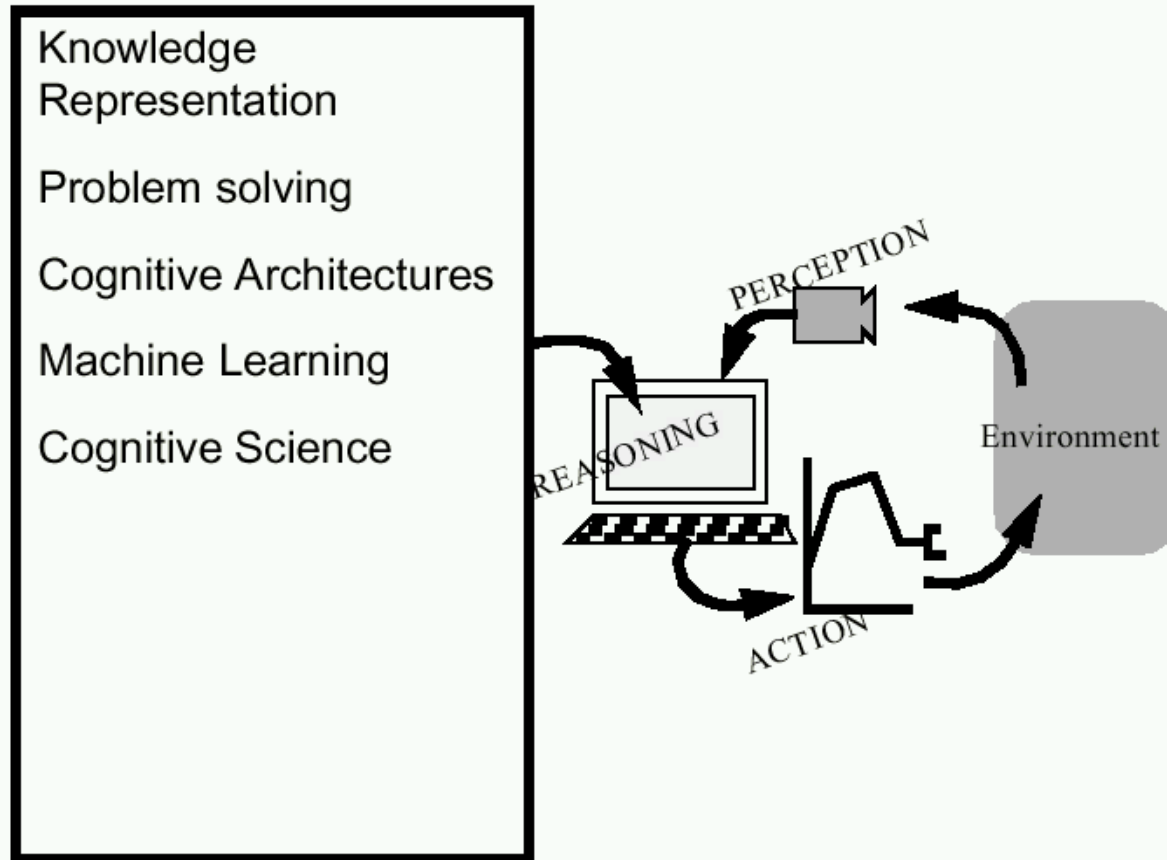 Knowledge
Representation
Problem solving
Cognitive Architectures
Machine Learning
Cognitive Science
PERCEPTION
REASONING
Environment
ACTION